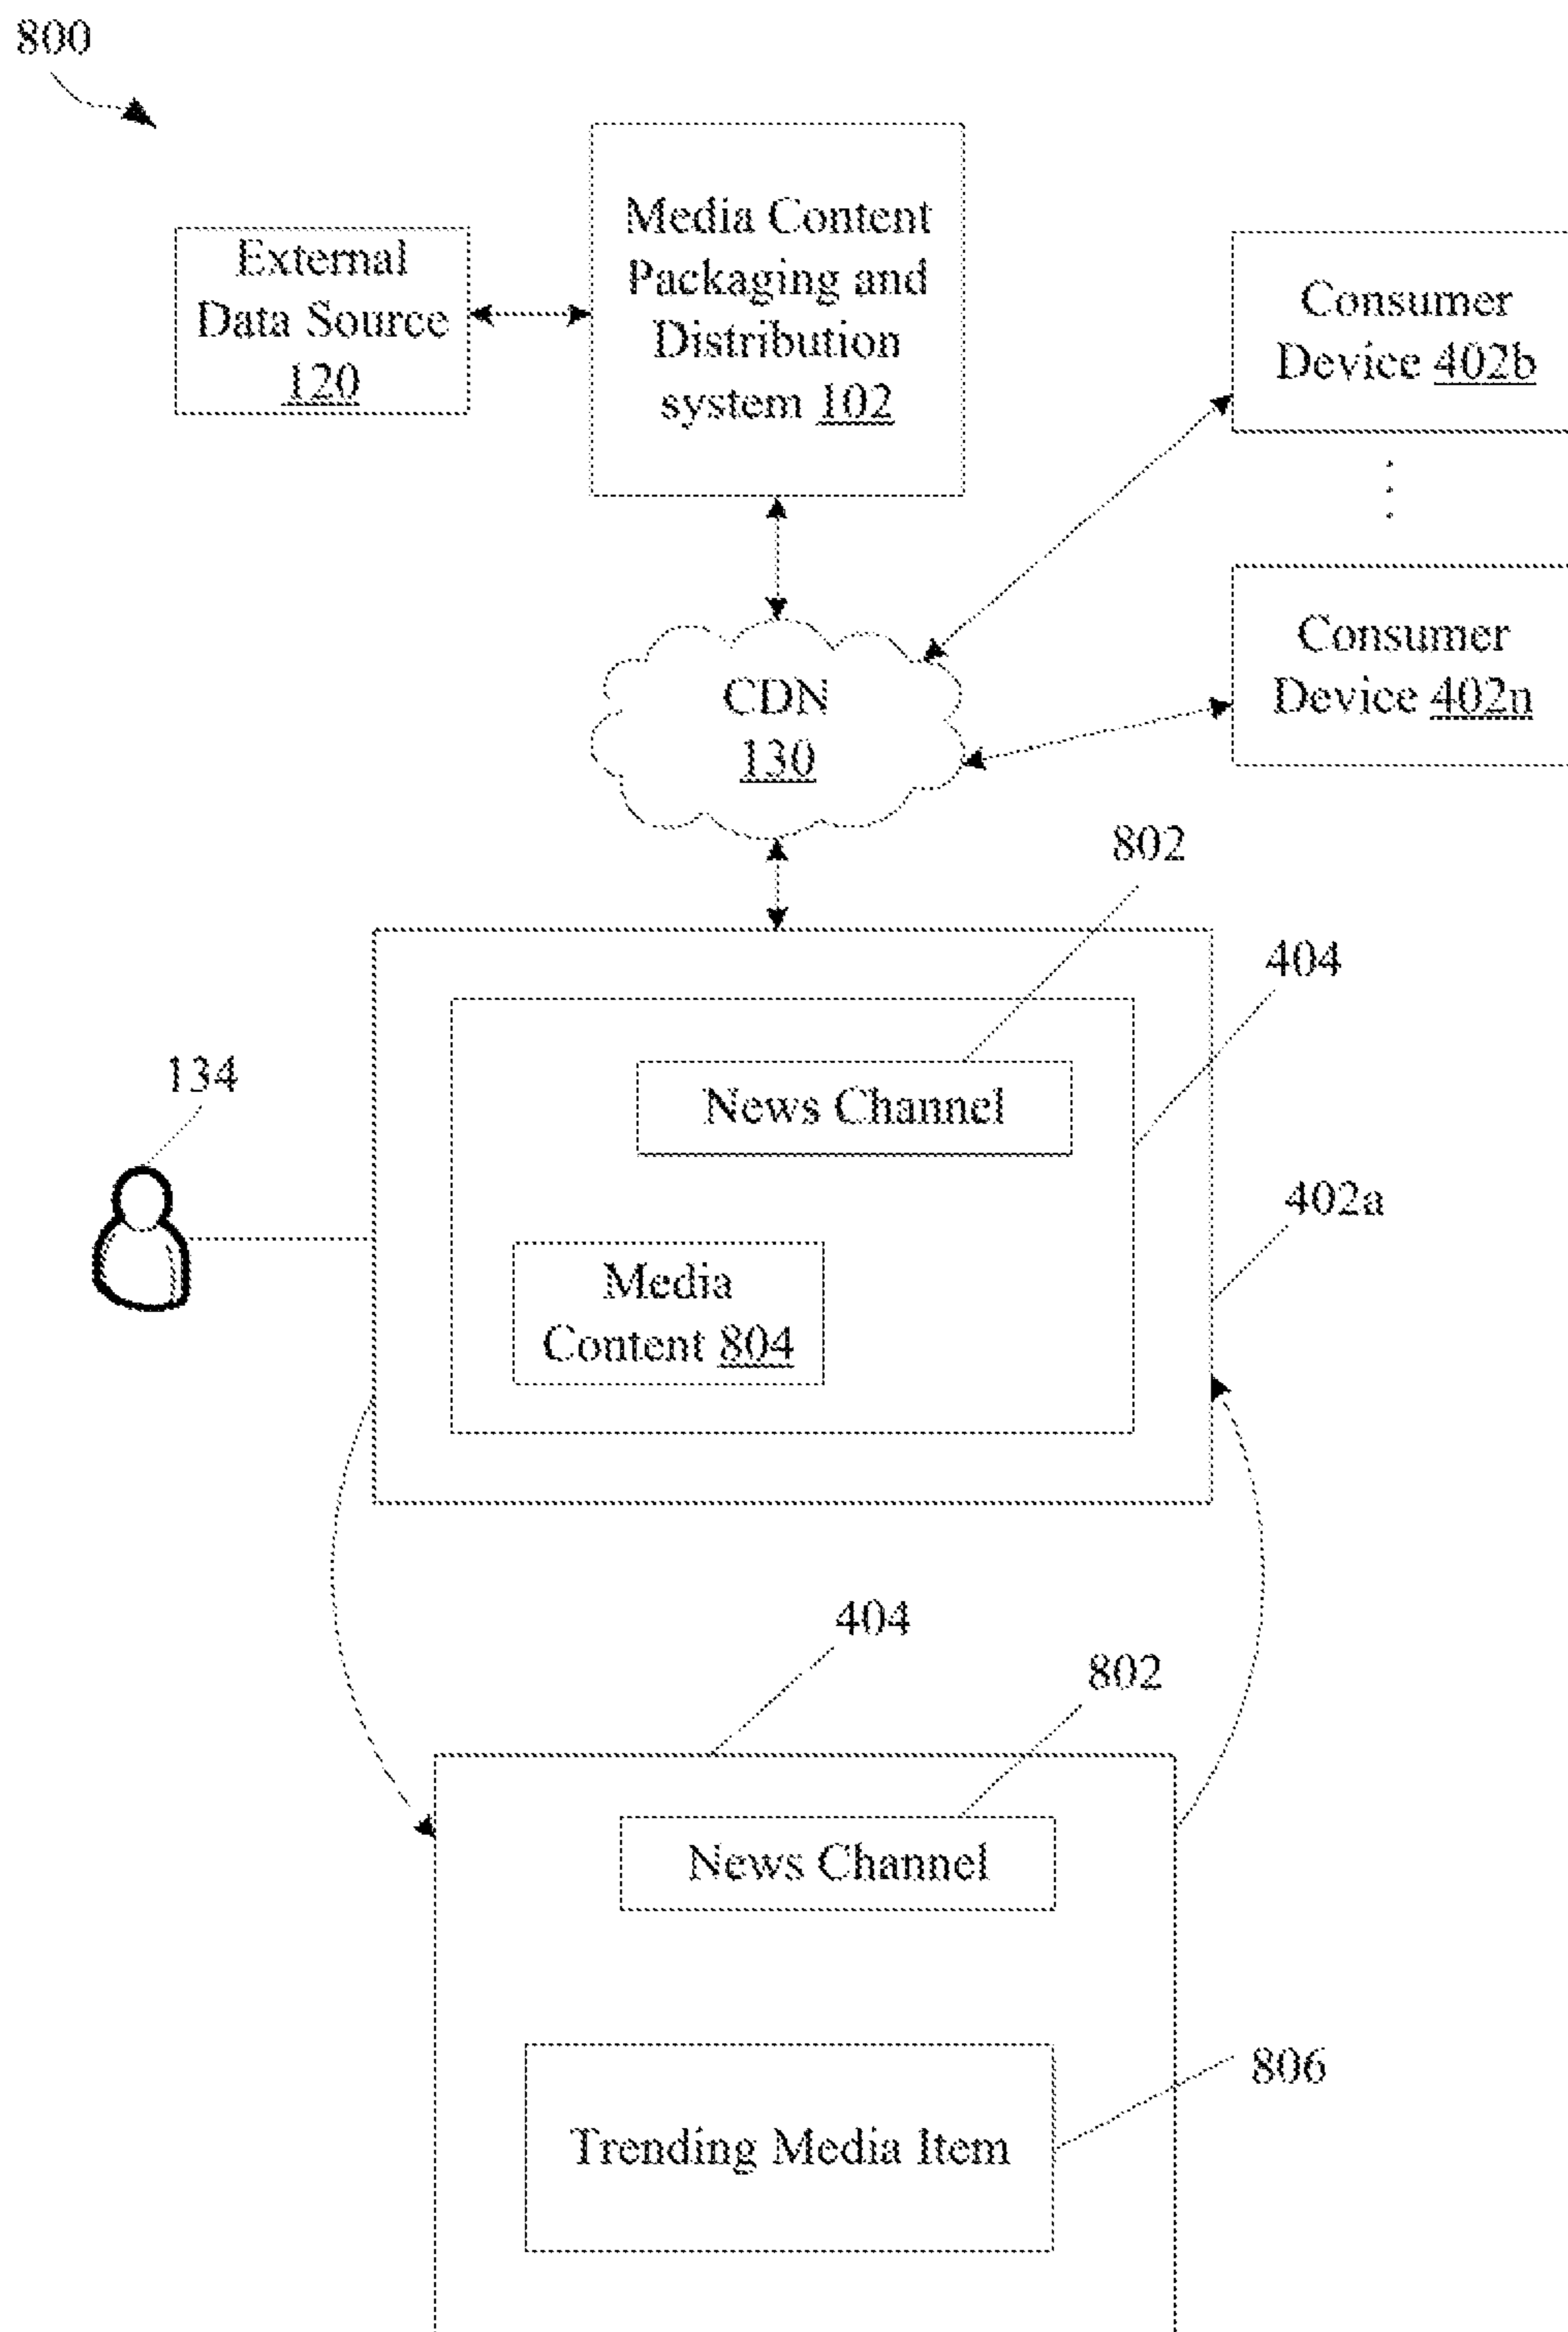 800
Media Content
Packaging and
Distribution
system 102
External
Data Source
120
Consumer
Device 402b
Consumer
Device 402n
CDN
130
802
404
News Channel
134
402a
Media
Content 804
404
802
News Channel
806
Trending Media Item